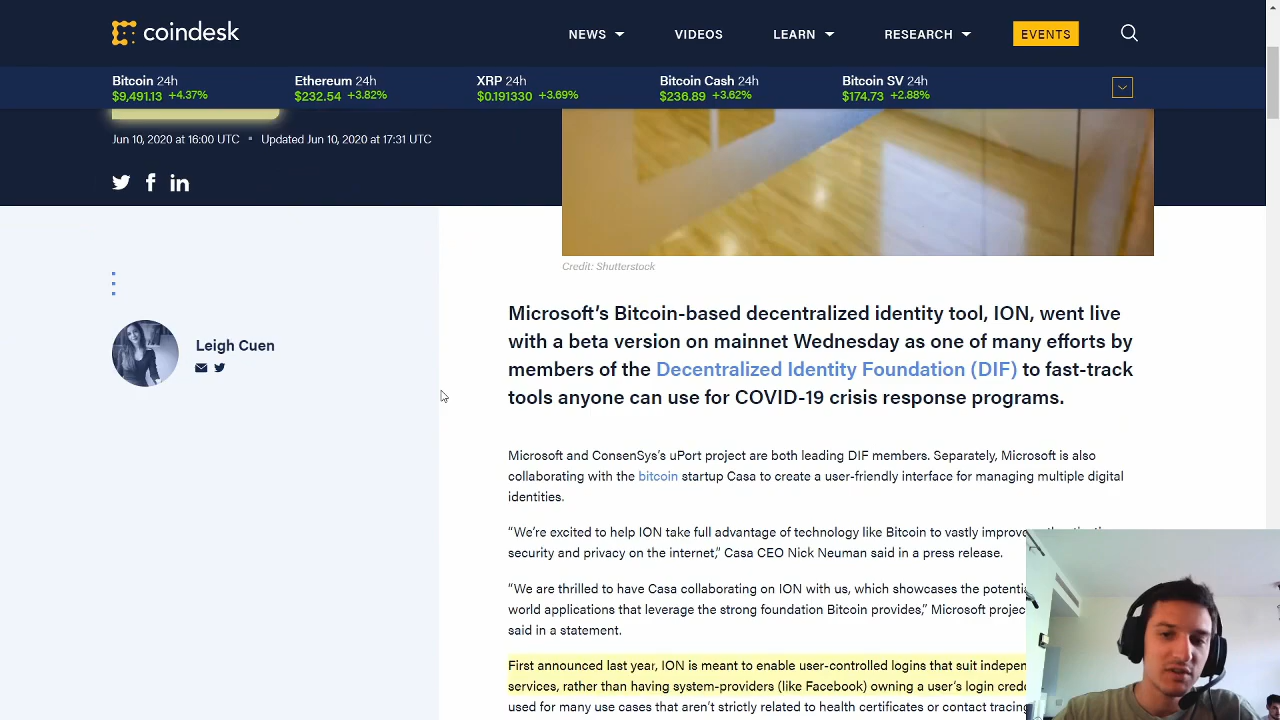 coindesk
NEWS
VIDEOS
LEARN
RESEARCH
EVENTS
Bitcoin 24h
$9,491.13 +4.37%
Ethereum 24h
$232.54 +3.82%
XRP 24h
$0.191330 +3.69%
Bitcoin Cash 24h
$236.89 +3.62%
Bitcoin SV 24h
$174.73 +2.88%
Jun 10, 2020 at 16:00 UTC ▪ Updated Jun 10, 2020 at 17:31 UTC
Credit: Shutterstock
Leigh Cuen
Microsoft's Bitcoin-based decentralized identity tool, ION, went live
with a beta version on mainnet Wednesday as one of many efforts by
members of the Decentralized Identity Foundation (DIF) to fast-track
tools anyone can use for COVID-19 crisis response programs.
Microsoft and ConsenSys's uPort project are both leading DIF members. Separately, Microsoft is also
collaborating with the bitcoin startup Casa to create a user-friendly interface for managing multiple digital
identities.
“We're excited to help ION take full advantage of technology like Bitcoin to vastly improve
security and privacy on the internet,” Casa CEO Nick Neuman said in a press release.
“We are thrilled to have Casa collaborating on ION with us, which showcases the
world applications that leverage the strong foundation Bitcoin provides,” Microsoft
said in a statement.
First announced last year, ION is meant to enable user-controlled logins that suit
services, rather than having system-providers (like Facebook) owning a user's login
used for many use cases that aren't strictly related to health certificates or contact tracing